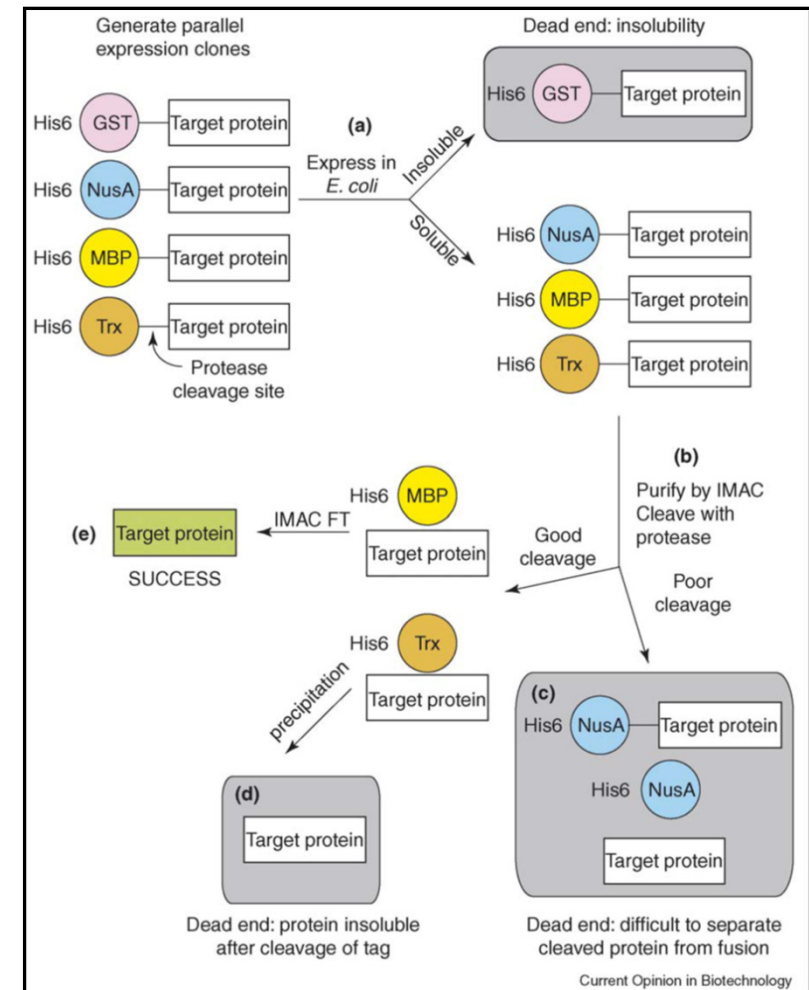 Generate parallel
expression clones
His6 GST Target protein
His6 NusA Target protein
His6 MBP Target protein
His6 Trx Target protein
Protease
cleavage site
(a)
Express in
E. coli
Insoluble
Soluble
Dead end: insolubility
His6 GST Target protein
His6 NusA Target protein
His6 MBP Target protein
His6 Trx Target protein
(b)
Purify by IMAC
Cleave with
protease
Good
cleavage
Poor
cleavage
His6 MBP
Target protein
IMAC FT
(e) Target protein
SUCCESS
His6 Trx
Target protein
precipitation
(d)
Target protein
Dead end: protein insoluble
after cleavage of tag
(c)
His6 NusA Target protein
His6 NusA
Target protein
Dead end: difficult to separate
cleaved protein from fusion
Current Opinion in Biotechnology